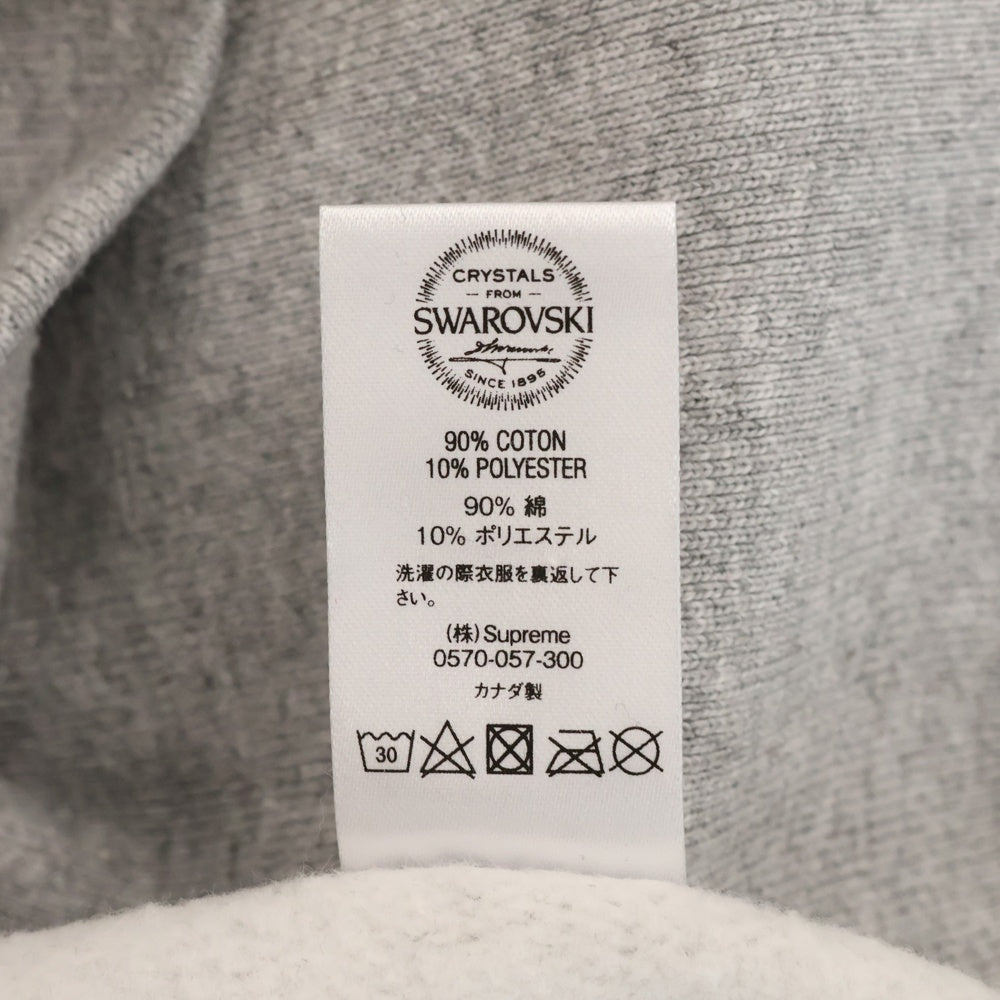 CRYSTALS
FROM
SWAROVSKI
SINCE 1895
90% COTON
10% POLYESTER
90% 綿
10% ポリエステル
洗濯の際衣服を裏返して下
さい。
(株)Supreme
0570-057-300
カナダ製
30